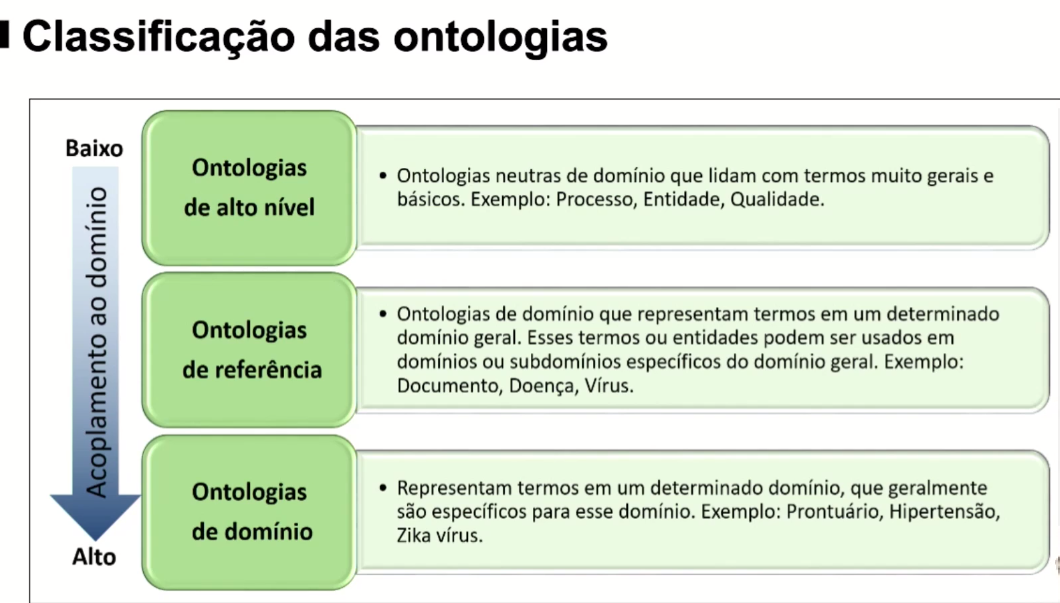 Classificação das ontologias
Baixo
Acoplamento ao domínio
Alto
Ontologias
de alto nível
• Ontologias neutras de domínio que lidam com termos muito gerais e
básicos. Exemplo: Processo, Entidade, Qualidade.
Ontologias
de referência
• Ontologias de domínio que representam termos em um determinado
domínio geral. Esses termos ou entidades podem ser usados em
domínios ou subdomínios específicos do domínio geral. Exemplo:
Documento, Doença, Vírus.
Ontologias
de domínio
• Representam termos em um determinado domínio, que geralmente
são específicos para esse domínio. Exemplo: Prontuário, Hipertensão,
Zika vírus.